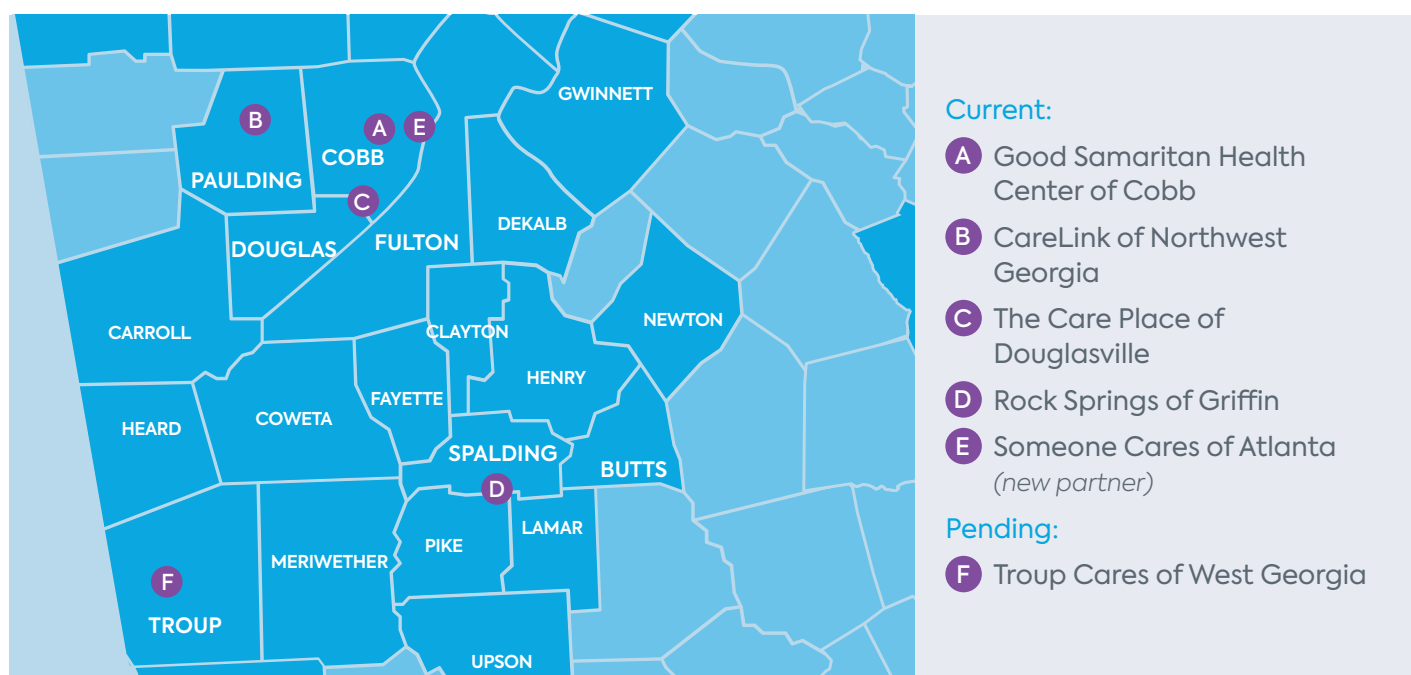 GWINNETT
B
A
E
COBB
PAULDING
C
DEKALB
DOUGLAS
FULTON
CARROLL
CLAYTON
NEWTON
HENRY
FAYETTE
COWETA
HEARD
SPALDING
BUTTS
D
LAMAR
PIKE
MERIWETHER
F
TROUP
UPSON
Current:
A Good Samaritan Health
Center of Cobb
B CareLink of Northwest
Georgia
C The Care Place of
Douglasville
D Rock Springs of Griffin
E Someone Cares of Atlanta
(new partner)
Pending:
F Troup Cares of West Georgia